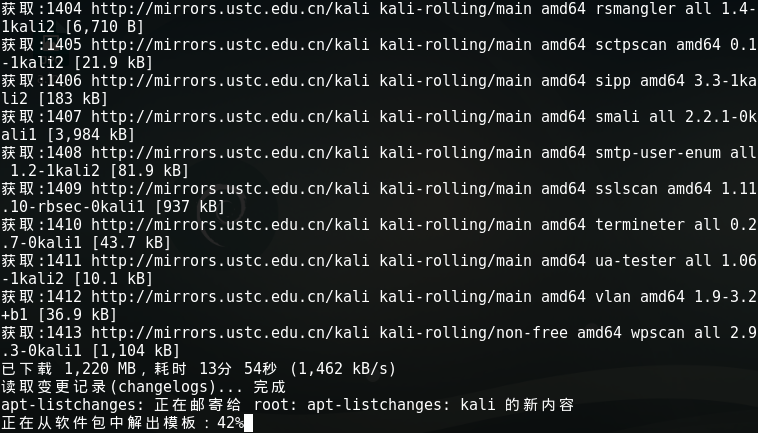 获取:1404 http://mirrors.ustc.edu.cn/kali kali-rolling/main amd64 rsmangler all 1.4-
1kali2 [6,710 B]
获取:1405 http://mirrors.ustc.edu.cn/kali kali-rolling/main amd64 sctpscan amd64 0.1
-1kali2 [21.9 kB]
获取:1406 http://mirrors.ustc.edu.cn/kali kali-rolling/main amd64 sipp amd64 3.3-1ka
li2 [183 kB]
获取:1407 http://mirrors.ustc.edu.cn/kali kali-rolling/main amd64 smali all 2.2.1-0k
ali1 [3,984 kB]
获取:1408 http://mirrors.ustc.edu.cn/kali kali-rolling/main amd64 smtp-user-enum all
 1.2-1kali2 [81.9 kB]
获取:1409 http://mirrors.ustc.edu.cn/kali kali-rolling/main amd64 sslscan amd64 1.11
.10-rbsec-0kali1 [937 kB]
获取:1410 http://mirrors.ustc.edu.cn/kali kali-rolling/main amd64 termineter all 0.2
.7-0kali1 [43.7 kB]
获取:1411 http://mirrors.ustc.edu.cn/kali kali-rolling/main amd64 ua-tester all 1.06
-1kali2 [10.1 kB]
获取:1412 http://mirrors.ustc.edu.cn/kali kali-rolling/main amd64 vlan amd64 1.9-3.2
+b1 [36.9 kB]
获取:1413 http://mirrors.ustc.edu.cn/kali kali-rolling/non-free amd64 wpscan all 2.9
.3-0kali1 [1,104 kB]
已下载 1,220 MB，耗时 13分 54秒 (1,462 kB/s)
读取变更记录(changelogs)... 完成
apt-listchanges: 正在邮寄给 root: apt-listchanges: kali 的新内容
正在从软件包中解出模板：42%